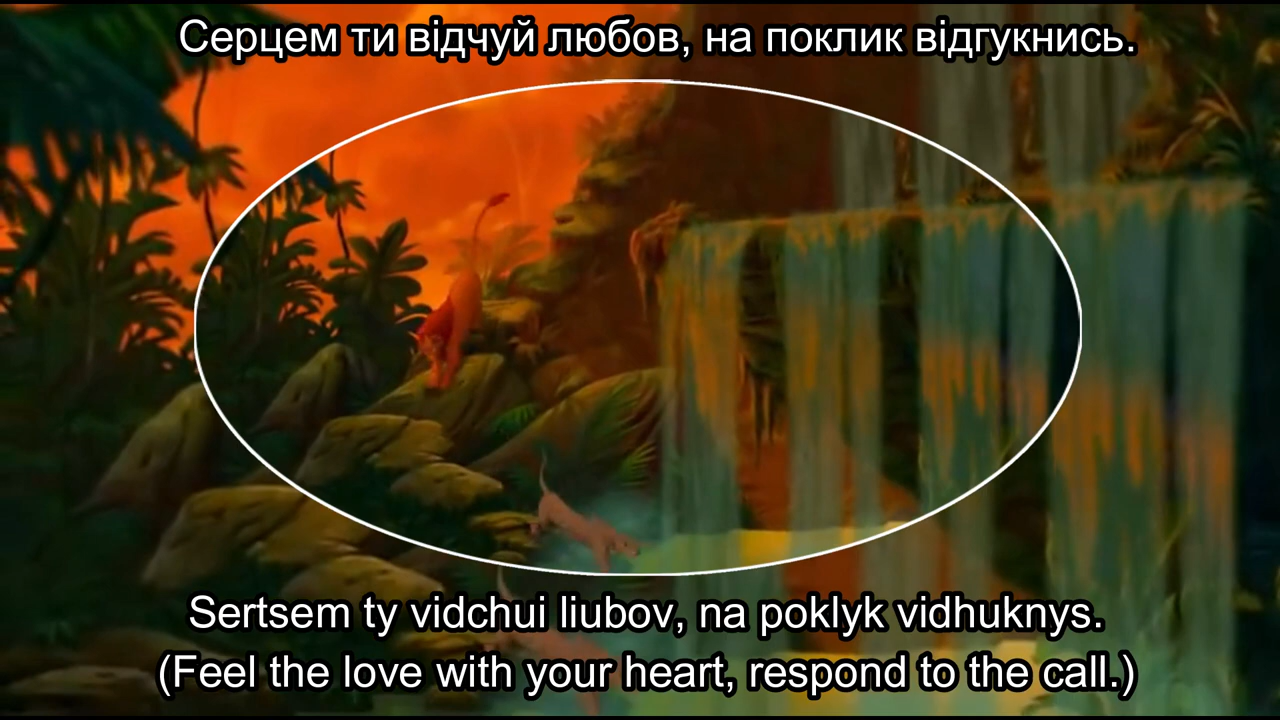 Серцем ти відчуй любов, на поклик відгукнись.
Sertsem ty vidchui liubov, na poklyk vidhuknys.
(Feel the love with your heart, respond to the call.)